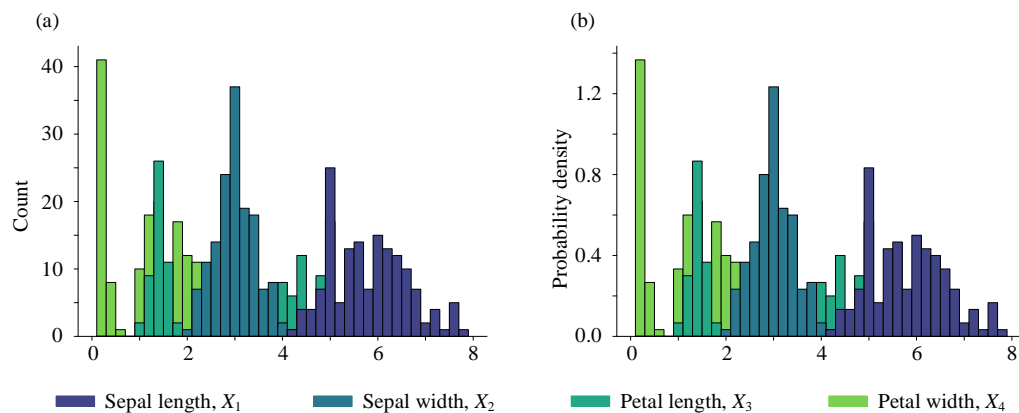 (a)
40
30
20
10
0
Count
0 2 4 6 8
(b)
1.2
0.8
0.4
0.0
Probability density
0 2 4 6 8
Sepal length, X₁ Sepal width, X₂ Petal length, X₃ Petal width, X₄